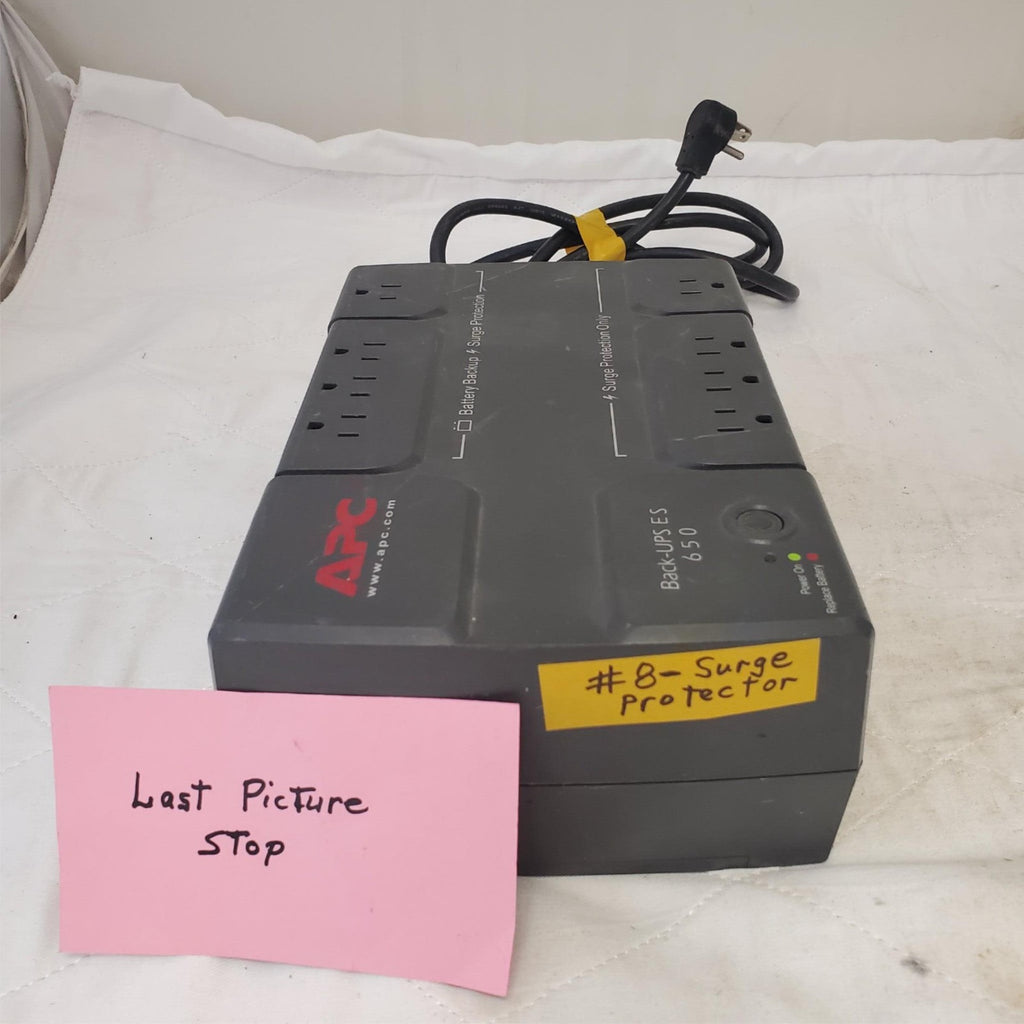 Battery Backup Surge Protection
Surge Protection Only
APC
www.apc.com
Back-UPS ES
650
Power On
Replace Battery
#8- Surge
Protector
Last Picture
Stop